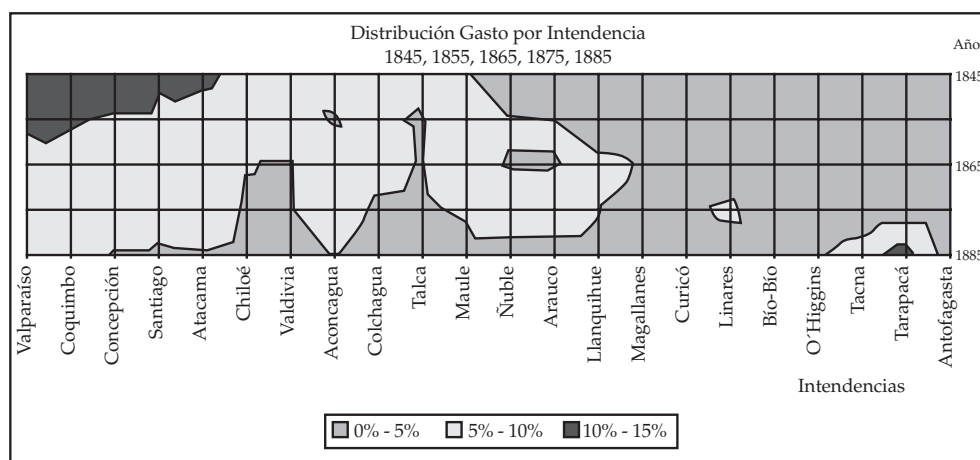 Distribución Gasto por Intendencia
1845, 1855, 1865, 1875, 1885
Año
1845
1865
1885
Valparaíso
Coquimbo
Concepción
Santiago
Atacama
Chiloé
Valdivia
Aconcagua
Colchagua
Talca
Maule
Ñuble
Arauco
Llanquihue
Magallanes
Curicó
Linares
Bío-Bío
O'Higgins
Tacna
Tarapacá
Antofagasta
Intendencias
0% - 5% 5% - 10% 10% - 15%